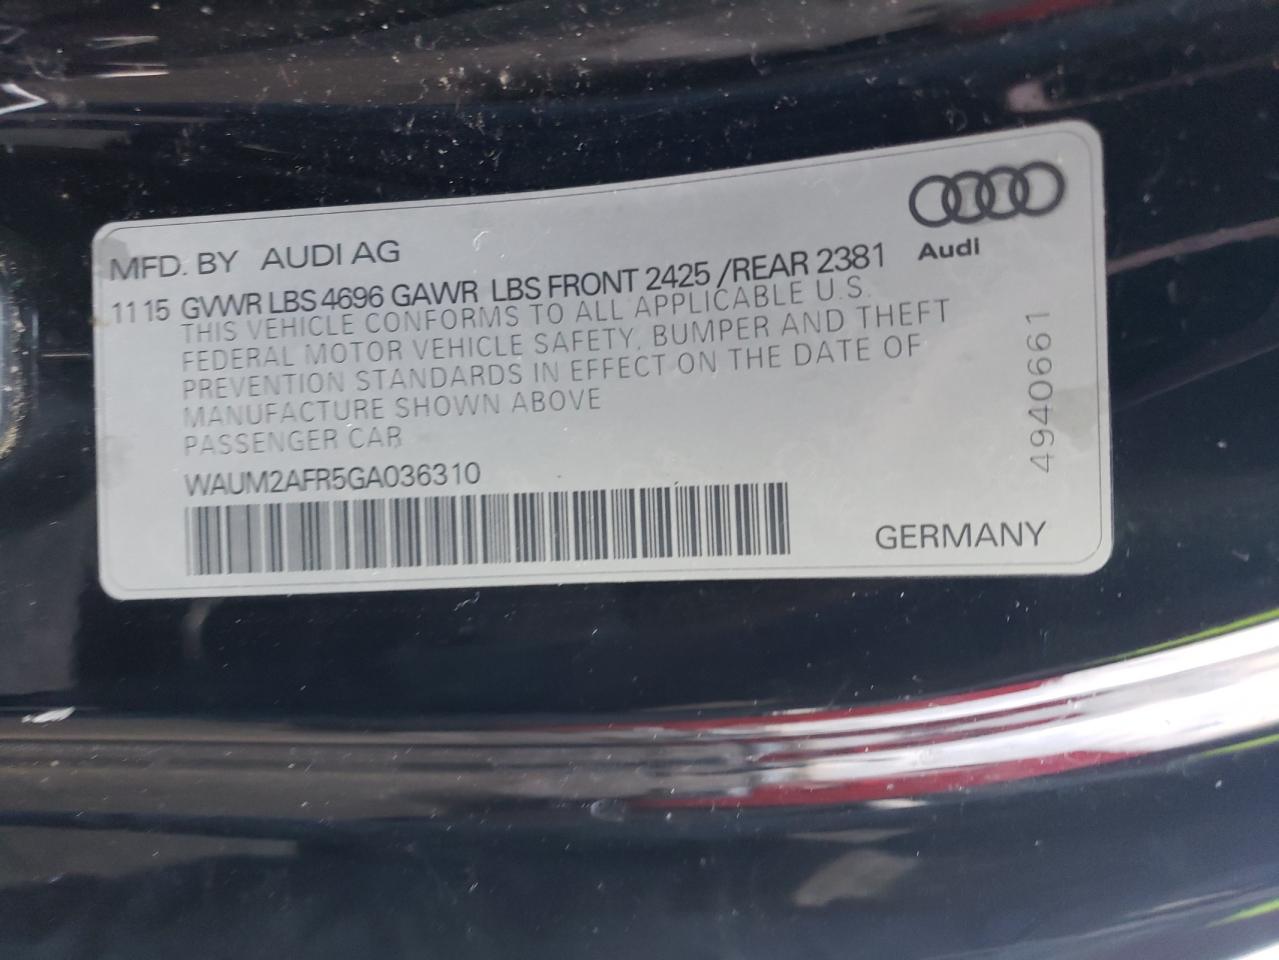 Audi
MFD. BY AUDI AG
11 15 GVWR LBS 4696 GAWR LBS FRONT 2425 /REAR 2381
THIS VEHICLE CONFORMS TO ALL APPLICABLE U.S.
FEDERAL MOTOR VEHICLE SAFETY, BUMPER AND THEFT
PREVENTION STANDARDS IN EFFECT ON THE DATE OF
MANUFACTURE SHOWN ABOVE
PASSENGER CAR
WAUM2AFR5GA036310
GERMANY
4940661